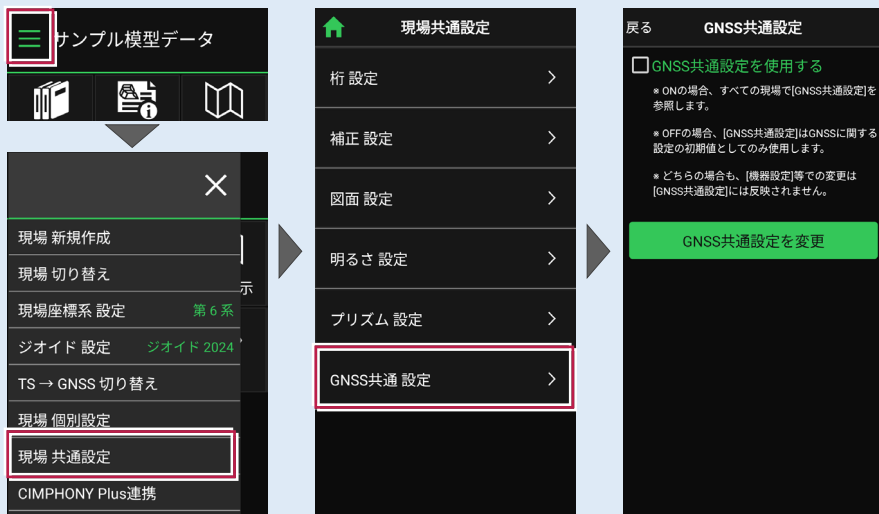 サンプル模型データ
現場 新規作成
現場 切り替え
示
現場座標系 設定 第 6 系
ジオイド 設定 ジオイド 2024
TS → GNSS 切り替え
現場 個別設定
現場 共通設定
CIMPHONY Plus連携
現場共通設定
桁 設定
補正 設定
図面 設定
明るさ 設定
プリズム 設定
GNSS共通 設定
戻る GNSS共通設定
GNSS共通設定を使用する
※ ONの場合、すべての現場で[GNSS共通設定]を
参照します。
※ OFFの場合、[GNSS共通設定]はGNSSに関する
設定の初期値としてのみ使用します。
※ どちらの場合も、[機器設定]等での変更は
[GNSS共通設定]には反映されません。
GNSS共通設定を変更